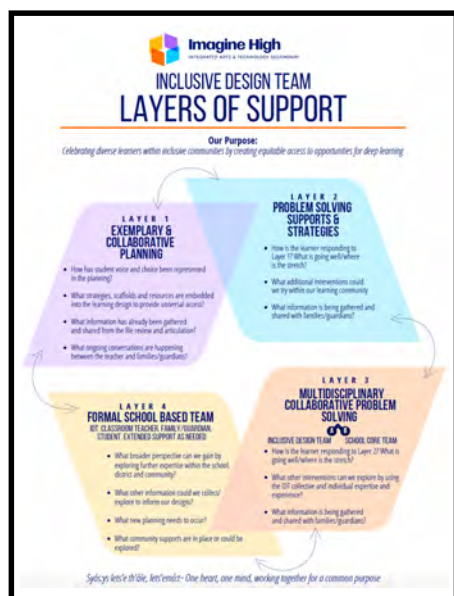 Imagine High
INTEGRATED ARTS & TECHNOLOGY SECONDARY
INCLUSIVE DESIGN TEAM
LAYERS OF SUPPORT
Our Purpose:
Celebrating diverse learners within inclusive communities by creating equitable access to opportunities for deep learning
LAYER 1
EXEMPLARY &
COLLABORATIVE
PLANNING
• How has student voice and choice been represented
in the planning?
• What strategies, scaffolds and resources are embedded
into the learning design to provide universal access?
• What information has already been gathered
and shared from the file review and articulation?
• What ongoing conversations are happening
between the teacher and families/guardians?
LAYER 2
PROBLEM SOLVING
SUPPORTS &
STRATEGIES
• How is the learner responding to
Layer 1? What is going well/where
is the stretch?
• What additional interventions could
we try within our learning community
• What information is being gathered and
shared with families/guardians?
LAYER 3
MULTIDISCIPLINARY
COLLABORATIVE PROBLEM
SOLVING
INCLUSIVE DESIGN TEAM SCHOOL CORE TEAM
• How is the learner responding to Layer 2? What is
going well/where is the stretch?
• What other interventions can we explore by using
the IDT collective and individual expertise and
experience?
• What information is being gathered
and shared with families/guardians?
LAYER 4
FORMAL SCHOOL BASED TEAM
IDT, CLASSROOM TEACHER, FAMILY/GUARDIAN,
STUDENT, EXTENDED SUPPORT AS NEEDED
• What broader perspective can we gain by
exploring further expertise within the school,
district and community?
• What other information could we collect/
explore to inform our designs?
• What new planning needs to occur?
• What community supports are in place or could be
explored?
lets'e th'ále, lets'emó:t~ One heart, one mind, working together for a common purpose